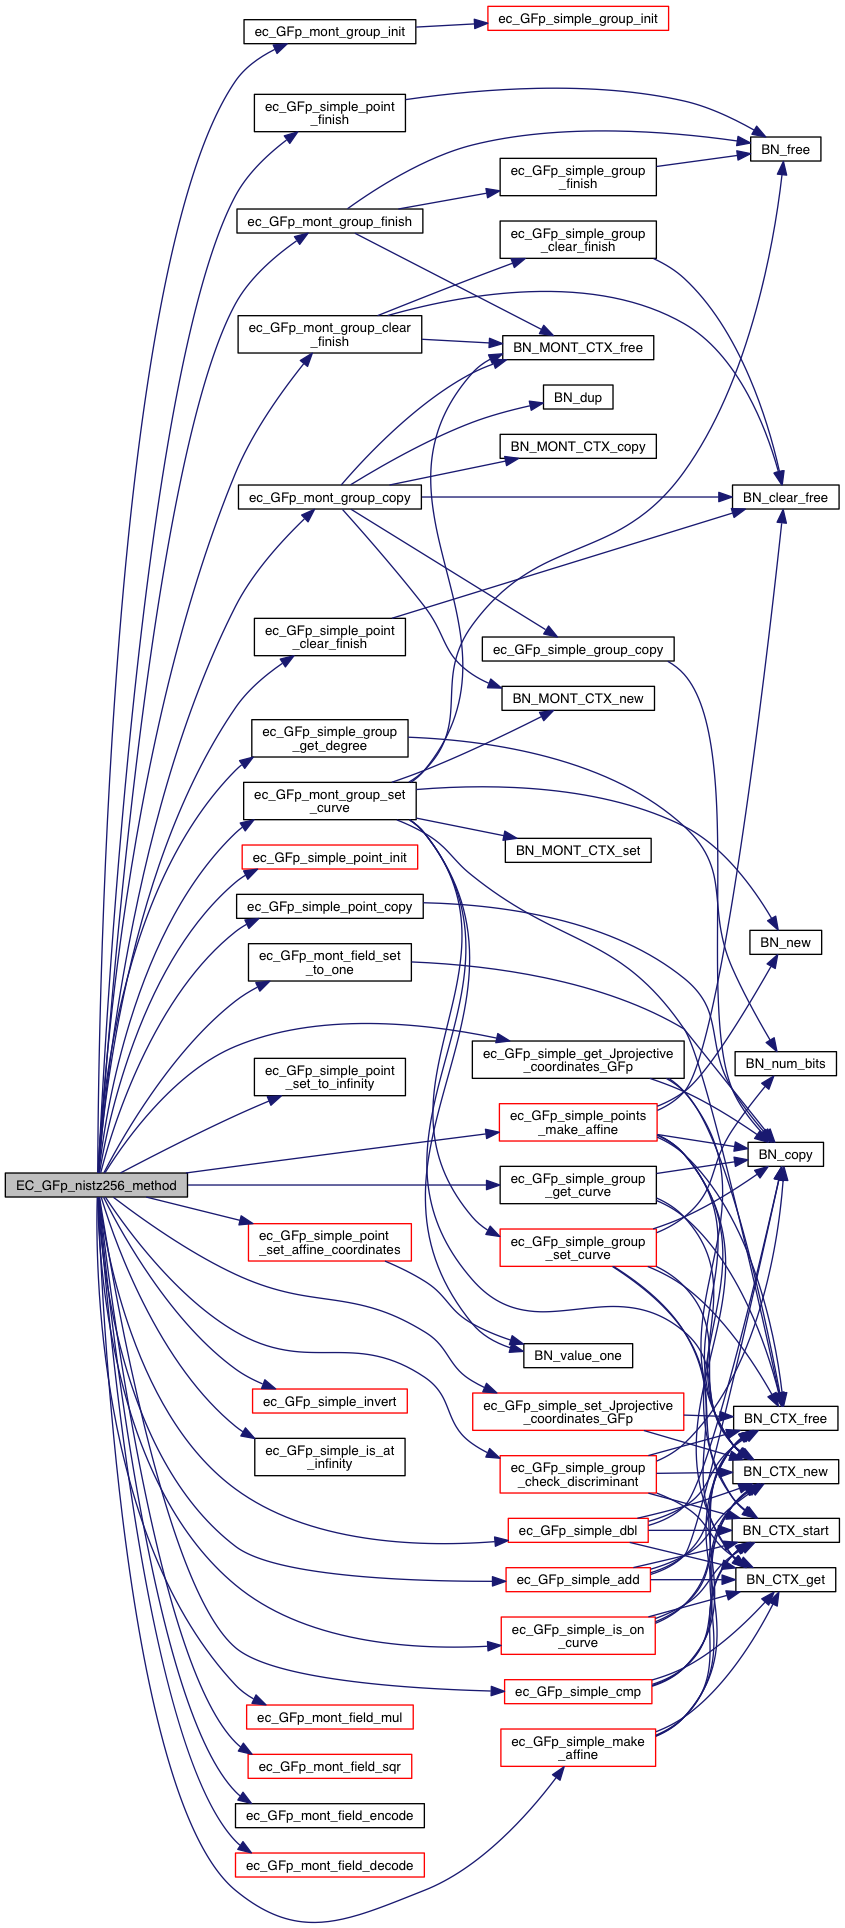 ec_GFp_simple_group_init
ec_GFp_mont_group_init
ec_GFp_simple_point
_finish
BN_free
ec_GFp_simple_group
_finish
ec_GFp_mont_group_finish
ec_GFp_simple_group
_clear_finish
ec_GFp_mont_group_clear
_finish
BN_MONT_CTX_free
BN_dup
BN_MONT_CTX_copy
ec_GFp_mont_group_copy
BN_clear_free
ec_GFp_simple_point
_clear_finish
ec_GFp_simple_group_copy
BN_MONT_CTX_new
ec_GFp_simple_group
_get_degree
ec_GFp_mont_group_set
_curve
BN_MONT_CTX_set
ec_GFp_simple_point_init
ec_GFp_simple_point_copy
BN_new
ec_GFp_mont_field_set
_to_one
ec_GFp_simple_get_Jprojective
_coordinates_GFp
BN_num_bits
ec_GFp_simple_point
_set_to_infinity
ec_GFp_simple_points
_make_affine
BN_copy
EC_GFp_nistz256_method
ec_GFp_simple_group
_get_curve
ec_GFp_simple_point
_set_affine_coordinates
ec_GFp_simple_group
_set_curve
BN_value_one
ec_GFp_simple_invert
ec_GFp_simple_set_Jprojective
_coordinates_GFp
BN_CTX_free
ec_GFp_simple_is_at
_infinity
ec_GFp_simple_group
_check_discriminant
BN_CTX_new
ec_GFp_simple_dbl
BN_CTX_start
ec_GFp_simple_add
BN_CTX_get
ec_GFp_simple_is_on
_curve
ec_GFp_simple_cmp
ec_GFp_mont_field_mul
ec_GFp_simple_make
_affine
ec_GFp_mont_field_sqr
ec_GFp_mont_field_encode
ec_GFp_mont_field_decode